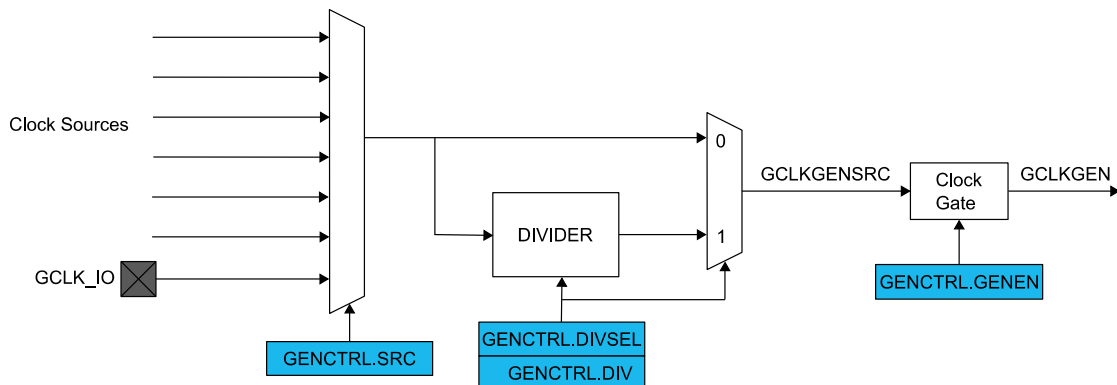 Clock Sources
GCLK_IO
GENCTRL.SRC
DIVIDER
GENCTRL.DIVSEL
GENCTRL.DIV
0
1
GCLKGENSRC
Clock
Gate
GCLKGEN
GENCTRL.GENEN